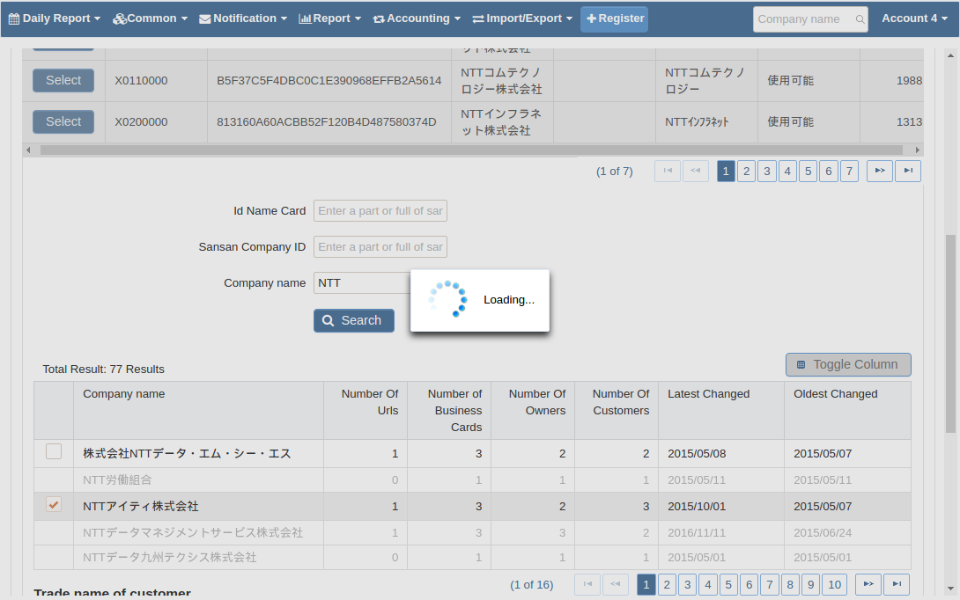 Daily Report Common Notification Report Accounting Import/Export Register Company name Account 4
Select X0110000 B5F37C5F4DBC0C1E390968EFFB2A5614 NTTコムテクノ NTTコムテクノ 使用可能 1988
ロジー株式会社 ロジー
Select X0200000 813160A60ACBB52F120B4D487580374D NTTインフラネ NTTｲﾝﾌﾗﾈｯﾄ 使用可能 1313
ット株式会社
(1 of 7) 1 2 3 4 5 6 7
Id Name Card Enter a part or full of sar
Sansan Company ID Enter a part or full of sar
Company name NTT
Loading...
Search
Total Result: 77 Results Toggle Column
Company name Number Of Number of Number Of Number Of Latest Changed Oldest Changed
Urls Business Owners Customers
Cards
株式会社NTTデータ・エム・シー・エス 1 3 2 2 2015/05/08 2015/05/07
NTT労働組合 0 1 1 1 2015/05/11 2015/05/11
NTTアイティ株式会社 1 3 2 3 2015/10/01 2015/05/07
NTTデータマネジメントサービス株式会社 1 3 3 2 2016/11/11 2015/06/24
NTTデータ九州テクシス株式会社 0 1 1 1 2015/05/01 2015/05/01
(1 of 16) 1 2 3 4 5 6 7 8 9 10
Trade name of customer